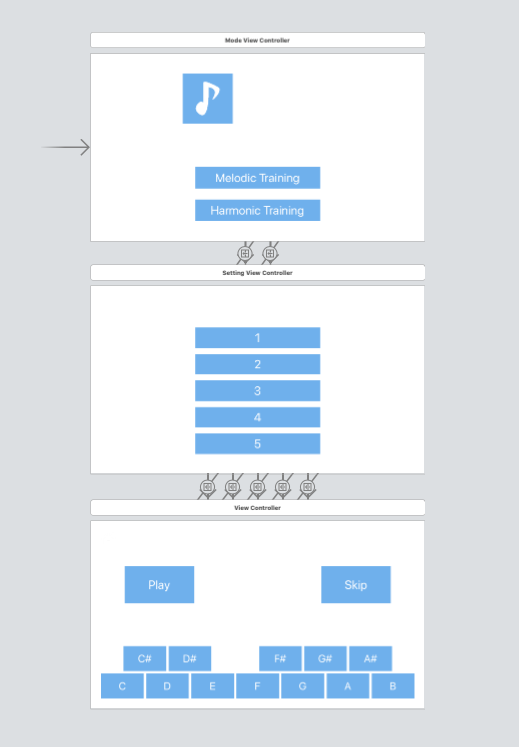 Mode View Controller
Melodic Training
Harmonic Training
Setting View Controller
1
2
3
4
5
View Controller
Play Skip
C# D# F# G# A#
C D E F G A B